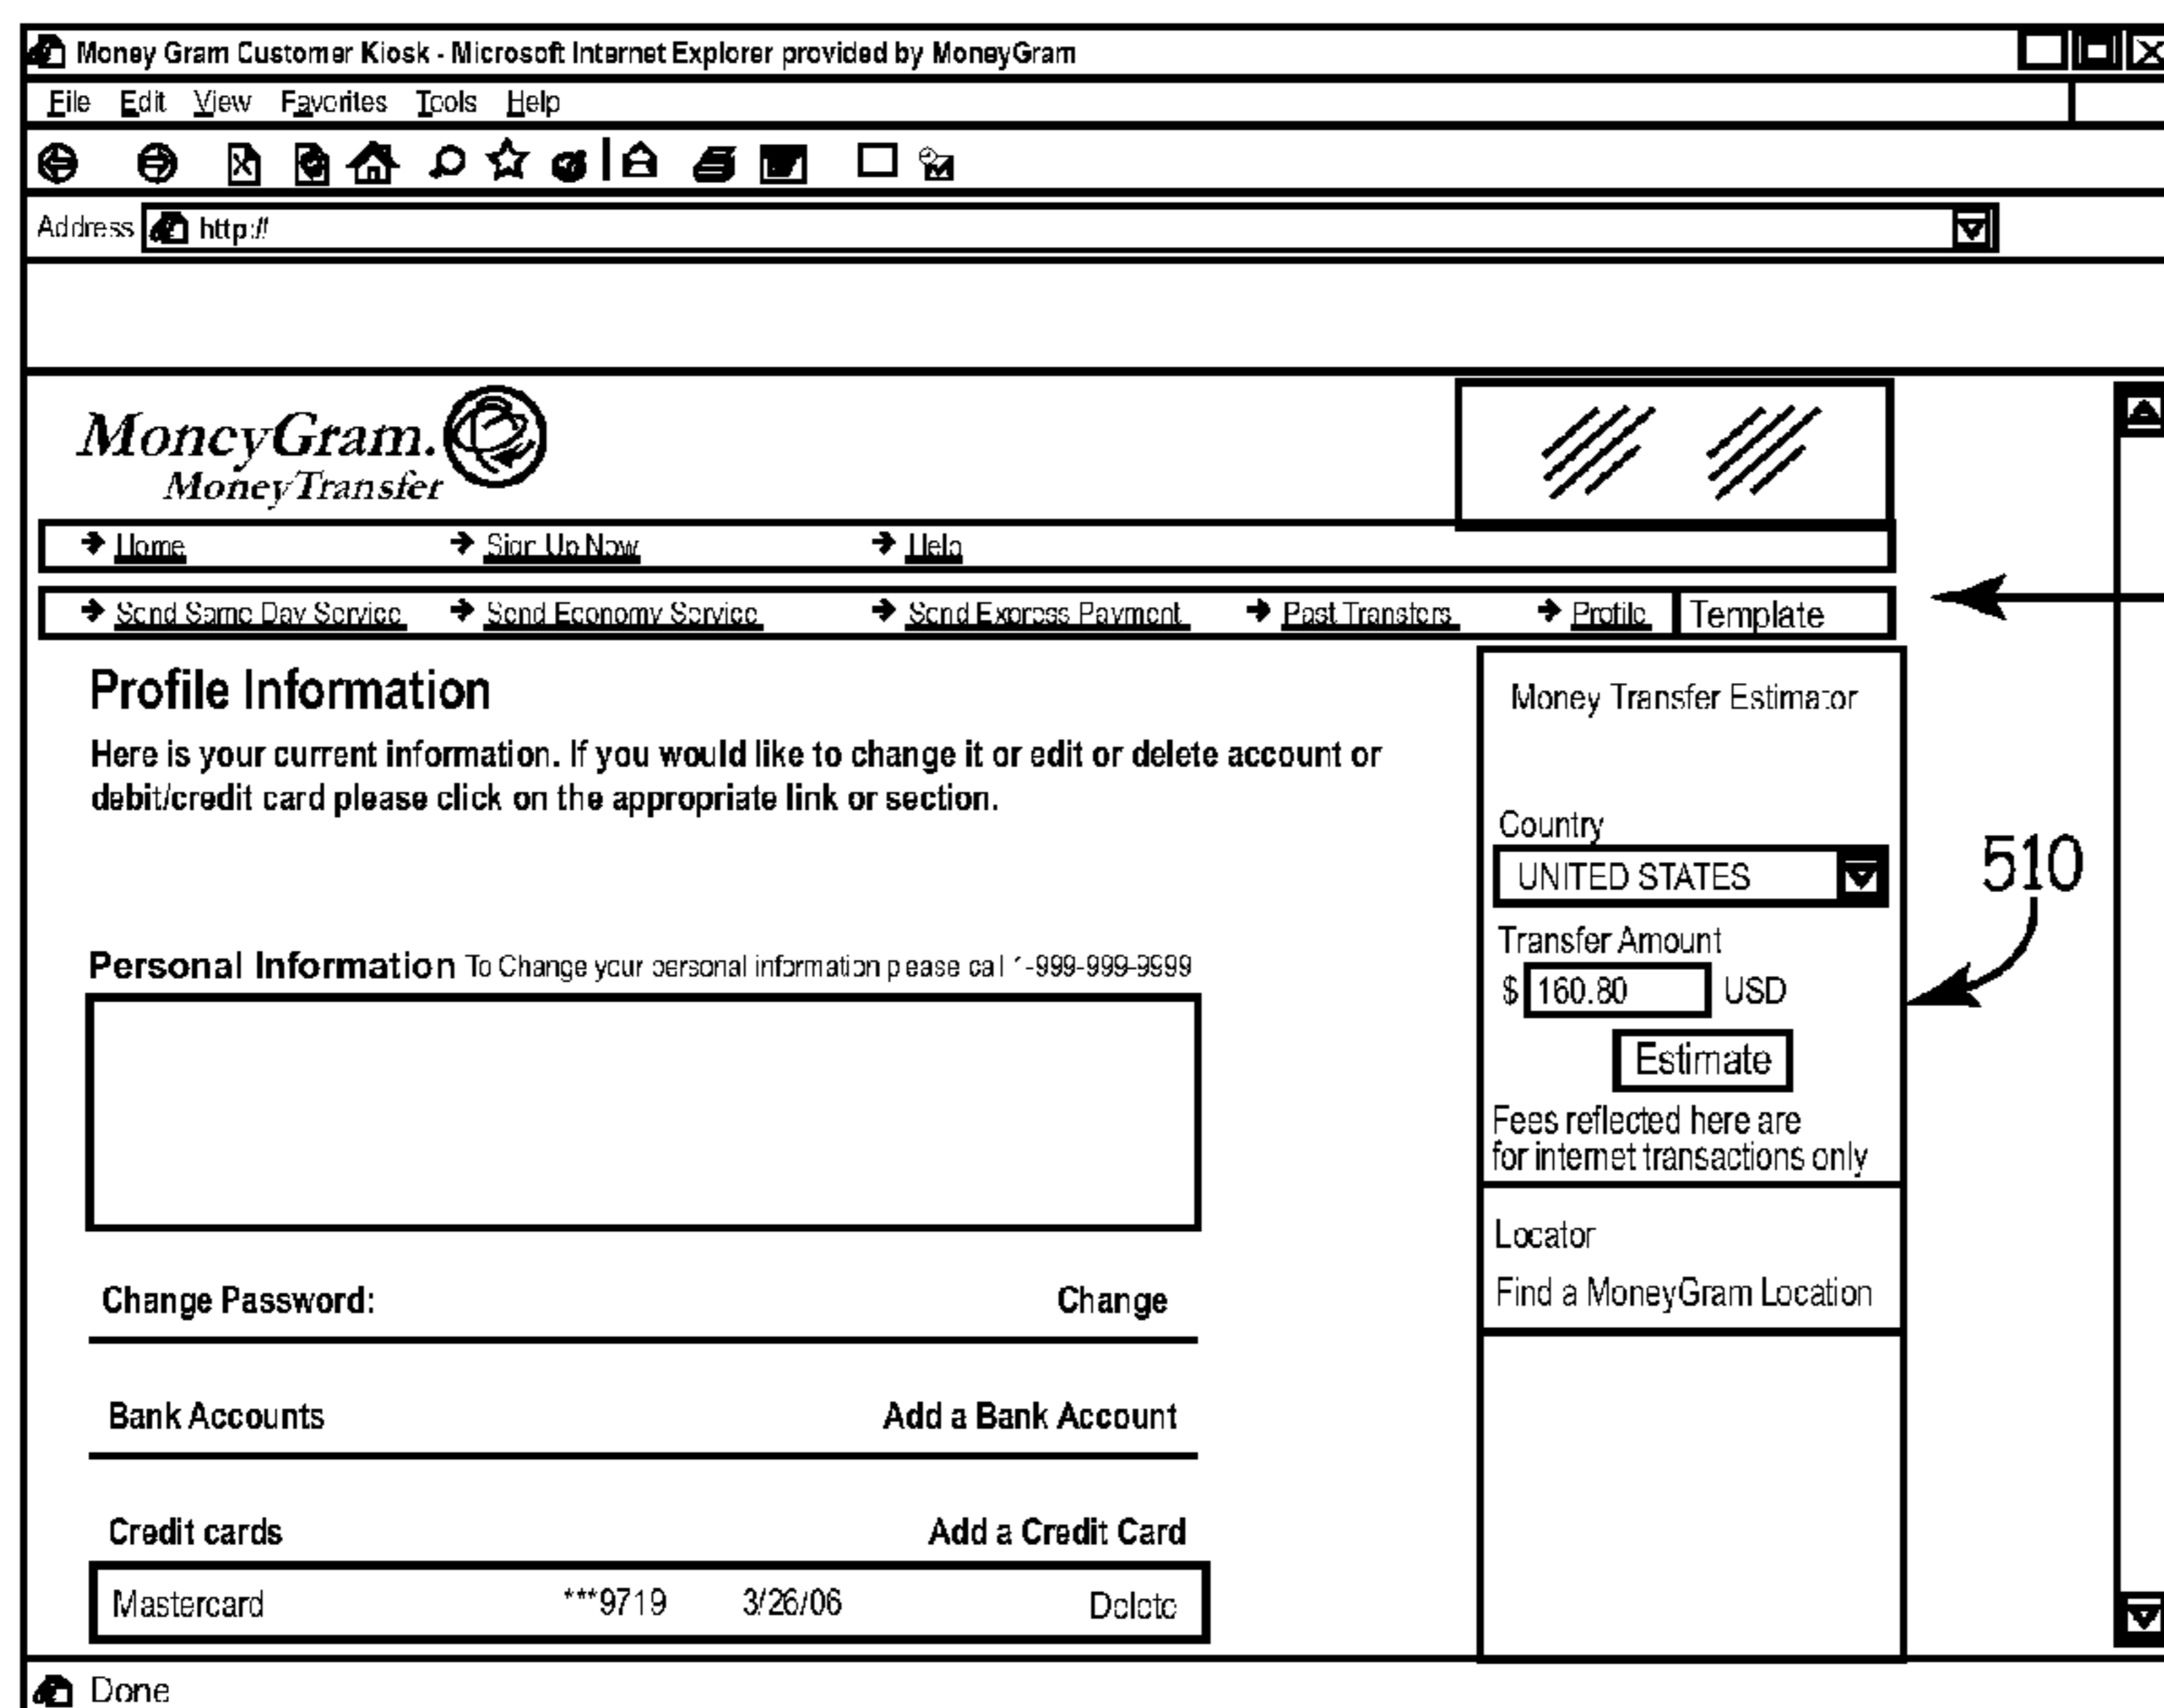 Money Gram Customer Kiosk - Microsoft Internet Explorer provided by MoneyGram
File Edit View Favorites Tools Help
Address http://
MoneyGram.
MoneyTransfer
Home Sign Up Now Help
Send Same Day Service Send Economy Service Send Express Payment Past Transfers Profile Template
Profile Information
Here is your current information. If you would like to change it or edit or delete account or
debit/credit card please click on the appropriate link or section.
Personal Information To Change your personal information please call 1-999-999-9999
Change Password: Change
Bank Accounts Add a Bank Account
Credit cards Add a Credit Card
Mastercard ***9719 3/26/06 Delete
Money Transfer Estimator
Country
UNITED STATES
Transfer Amount
$ 160.80 USD
Estimate
Fees reflected here are
for internet transactions only
Locator
Find a MoneyGram Location
510
Done